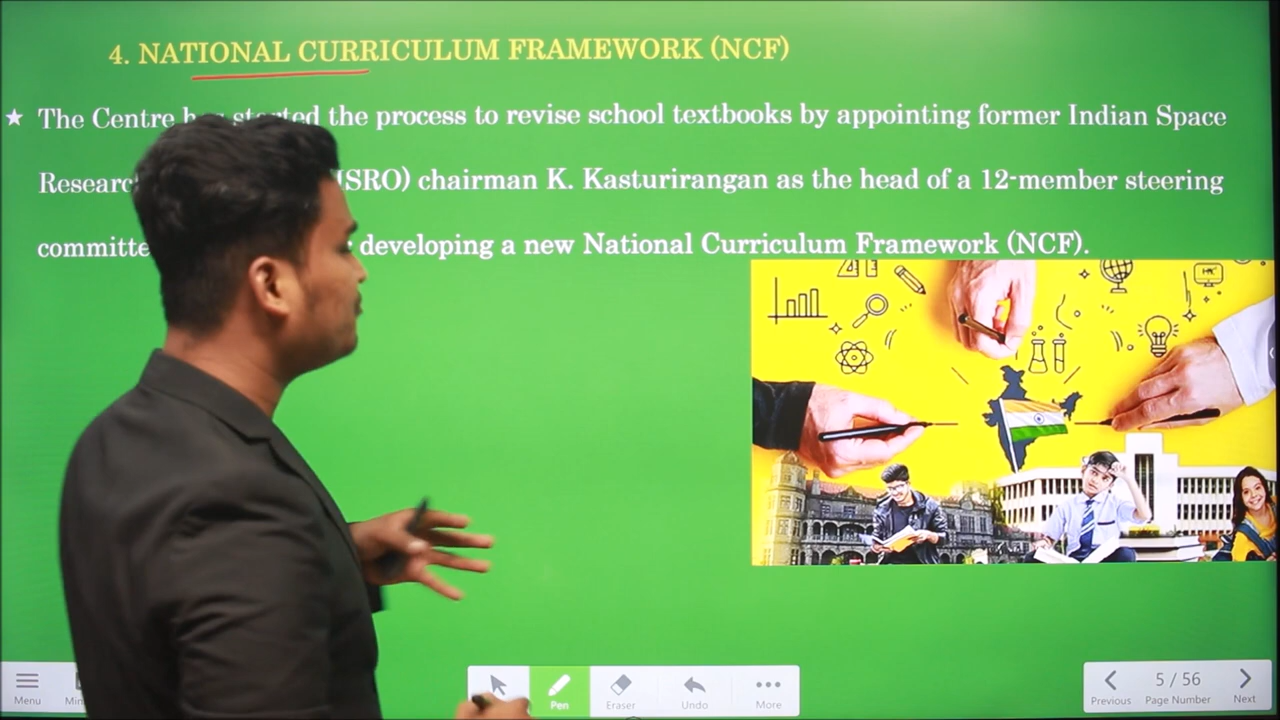 4. NATIONAL CURRICULUM FRAMEWORK (NCF)
★ The Centre started the process to revise school textbooks by appointing former Indian Space
(ISRO) chairman K. Kasturirangan as the head of a 12-member steering
developing a new National Curriculum Framework (NCF).
Menu
Pen
Eraser
Undo
More
Previous
5 / 56
Page Number
Next